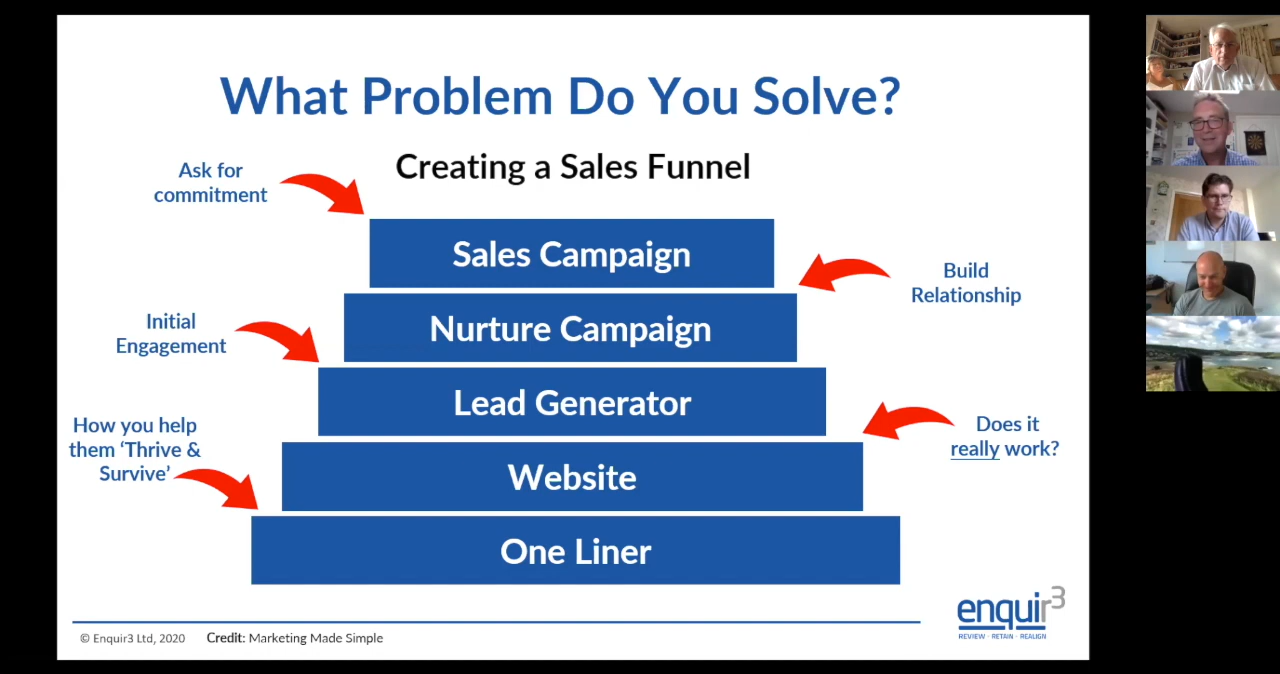 What Problem Do You Solve?
Creating a Sales Funnel
Ask for
commitment
Sales Campaign
Build
Relationship
Nurture Campaign
Initial
Engagement
Lead Generator
How you help
them ‘Thrive &
Survive’
Does it
really work?
Website
One Liner
enquir3
REVIEW · RETAIN · REALIGN
© Enquir3 Ltd, 2020 Credit: Marketing Made Simple